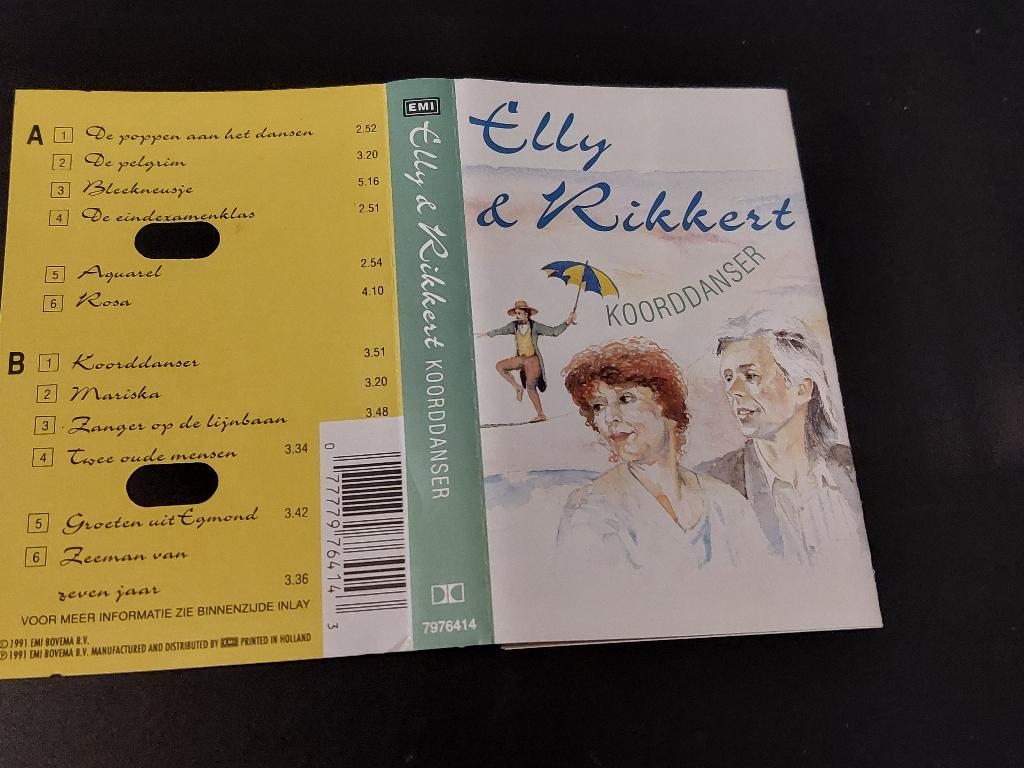 A 1 De poppen aan het dansen 2.52
2 De pelgrim 3.20
3 Bleekneusje 5.16
4 De eindexamenklas 2.51
5 Aquarel 2.54
6 Rosa 4.10
B 1 Koorddanser 3.51
2 Mariska 3.20
3 Zanger op de lijnbaan 3.48
4 Twee oude mensen 3.34
5 Groeten uit Egmond 3.42
6 Zeeman van
zeven jaar 3.36
VOOR MEER INFORMATIE ZIE BINNENZIJDE INLAY
©1991 EMI BOVEMA B.V.
℗1991 EMI BOVEMA B.V. MANUFACTURED AND DISTRIBUTED BY EMI PRINTED IN HOLLAND
0 77779 76414 3
EMI
Elly & Rikkert KOORDDANSER
7976414
Elly
& Rikkert
KOORDDANSER